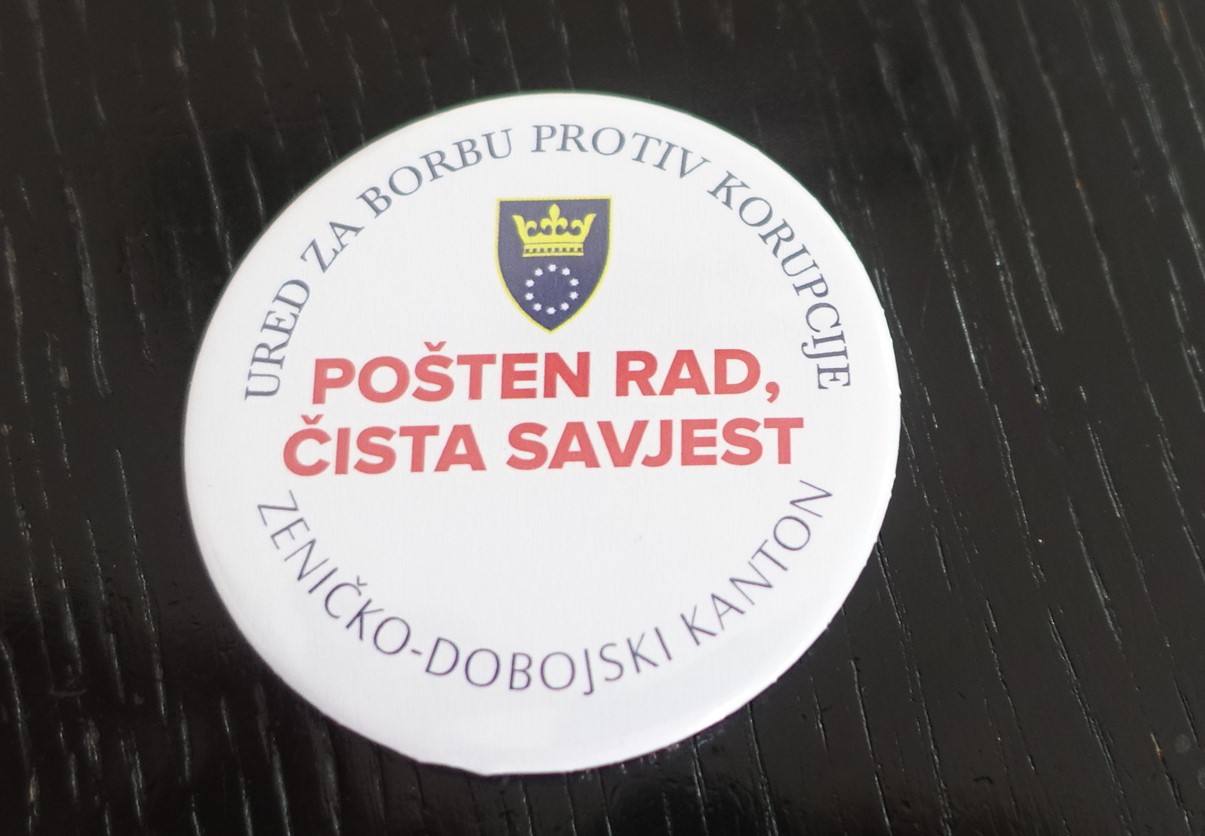 URED ZA BORBU PROTIV KORUPCIJE
POŠTEN RAD,
ČISTA SAVJEST
ZENIČKO-DOBOJSKI KANTON